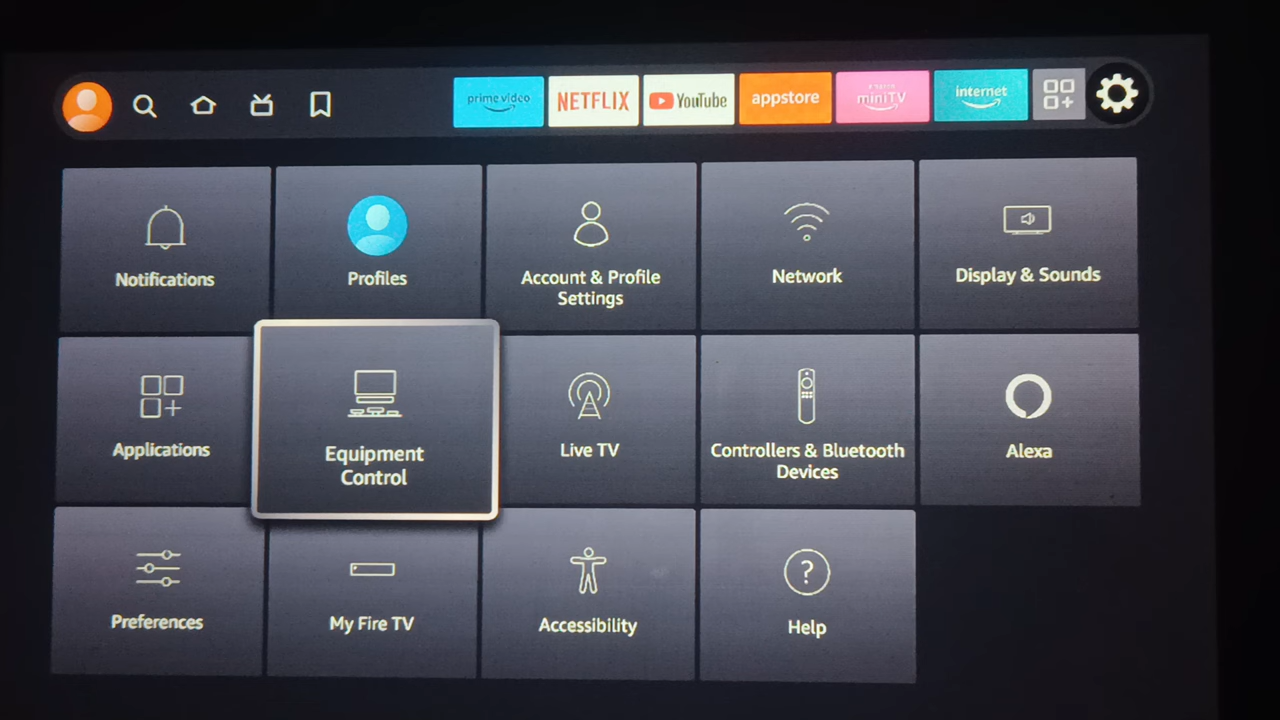 prime video
NETFLIX
YouTube
appstore
amazon
miniTV
internet
Notifications
Profiles
Account & Profile
Settings
Network
Display & Sounds
Applications
Equipment
Control
Live TV
Controllers & Bluetooth
Devices
Alexa
Preferences
My Fire TV
Accessibility
?
Help